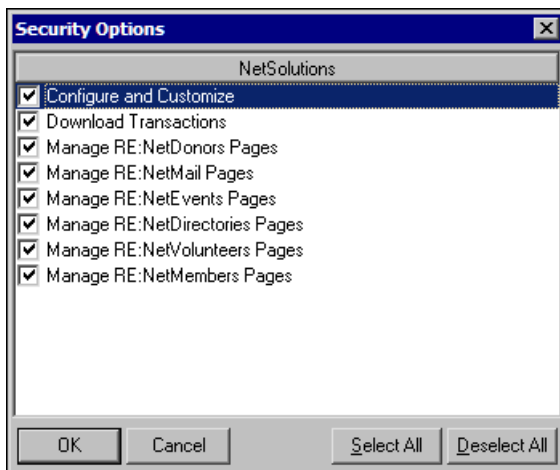 Security Options
NetSolutions
Configure and Customize
Download Transactions
Manage RE:NetDonors Pages
Manage RE:NetMail Pages
Manage RE:NetEvents Pages
Manage RE:NetDirectories Pages
Manage RE:NetVolunteers Pages
Manage RE:NetMembers Pages
OK Cancel Select All Deselect All